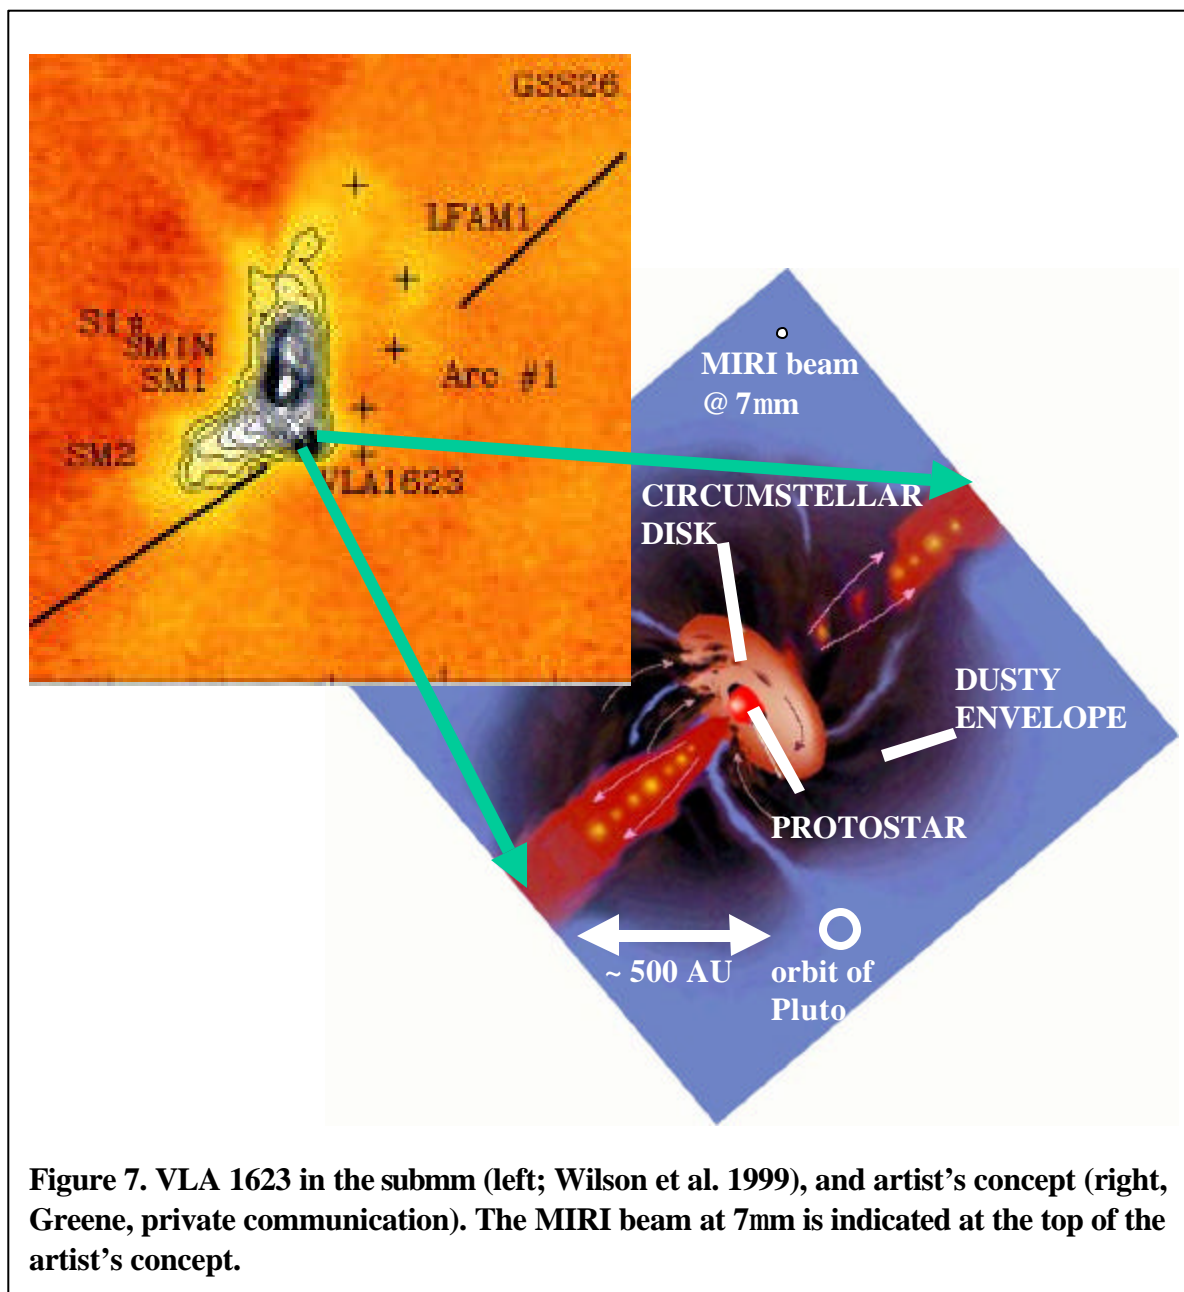 GSS26
LFAM1
S1
SM1N
SM1
Arc #1
SM2
VLA1623
MIRI beam
@ 7mm
CIRCUMSTELLAR
DISK
DUSTY
ENVELOPE
PROTOSTAR
~ 500 AU
orbit of
Pluto
Figure 7. VLA 1623 in the submm (left; Wilson et al. 1999), and artist’s concept (right,
Greene, private communication). The MIRI beam at 7mm is indicated at the top of the
artist’s concept.